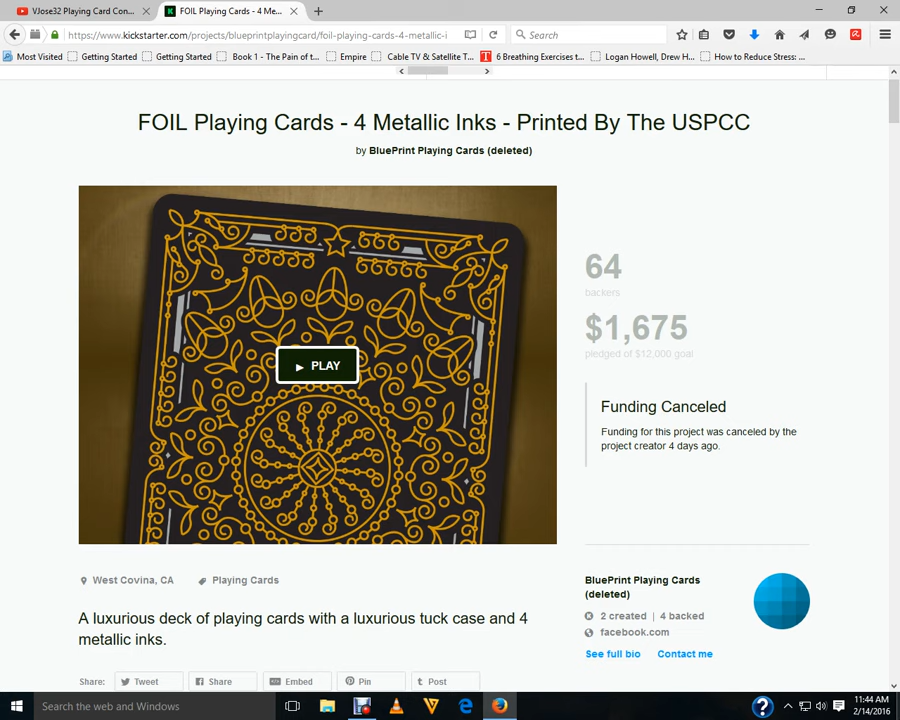 VJose32 Playing Card Con...
FOIL Playing Cards - 4 Me...
https://www.kickstarter.com/projects/blueprintplayingcard/foil-playing-cards-4-metallic-i
Search
Most Visited
Getting Started
Getting Started
Book 1 - The Pain of t...
Empire
Cable TV & Satellite T...
6 Breathing Exercises t...
Logan Howell, Drew H...
How to Reduce Stress: ...
FOIL Playing Cards - 4 Metallic Inks - Printed By The USPCC
by BluePrint Playing Cards (deleted)
64
backers
$1,675
pledged of $12,000 goal
PLAY
Funding Canceled
Funding for this project was canceled by the
project creator 4 days ago.
West Covina, CA
Playing Cards
A luxurious deck of playing cards with a luxurious tuck case and 4
metallic inks.
BluePrint Playing Cards
(deleted)
2 created | 4 backed
facebook.com
See full bio
Contact me
Share:
Tweet
Share
Embed
Pin
Post
Search the web and Windows
11:44 AM
2/14/2016